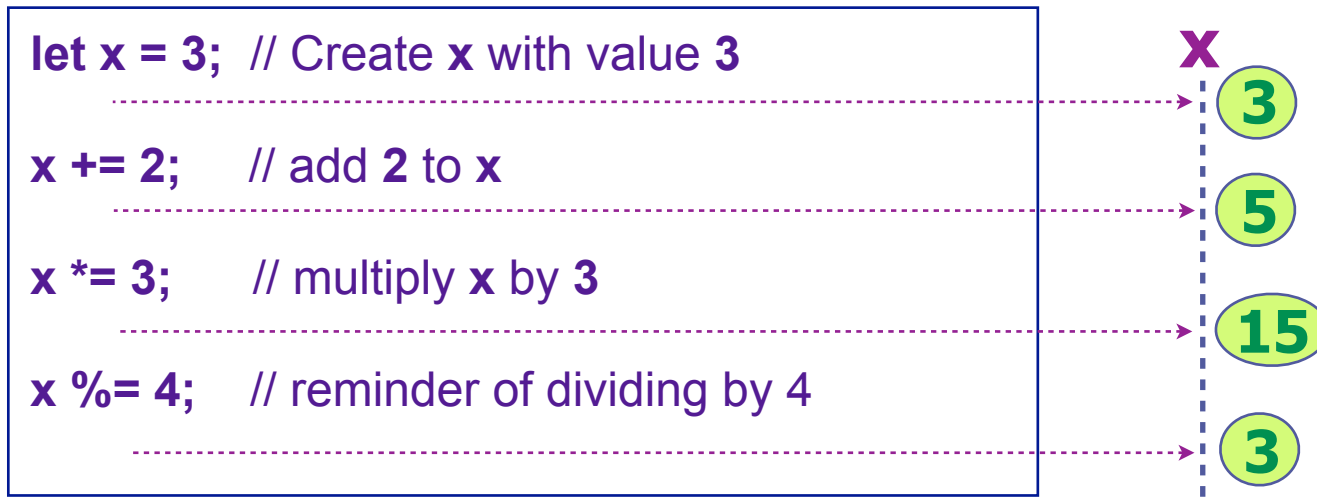 let x = 3; // Create x with value 3
x
3
x += 2; // add 2 to x
5
x *= 3; // multiply x by 3
15
x %= 4; // reminder of dividing by 4
3